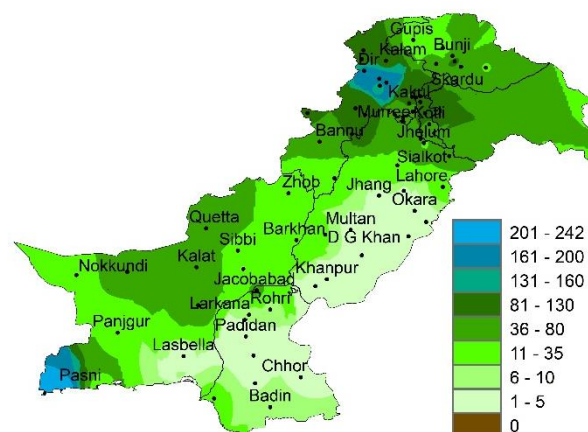 Gupis
Bunji
Dir
Kalam
Skardu
Kakul
Murree
Kotli
Bannu
Jhelum
Sialkot
Lahore
Zhob
Jhang
Okara
Quetta
Multan
Barkhan
D G Khan
Sibbi
Nokkundi
Kalat
Khanpur
Jacobabad
Larkana
Rohri
Panjgur
Padidan
Lasbella
Pasni
Chhor
Badin
201 - 242
161 - 200
131 - 160
81 - 130
36 - 80
11 - 35
6 - 10
1 - 5
0